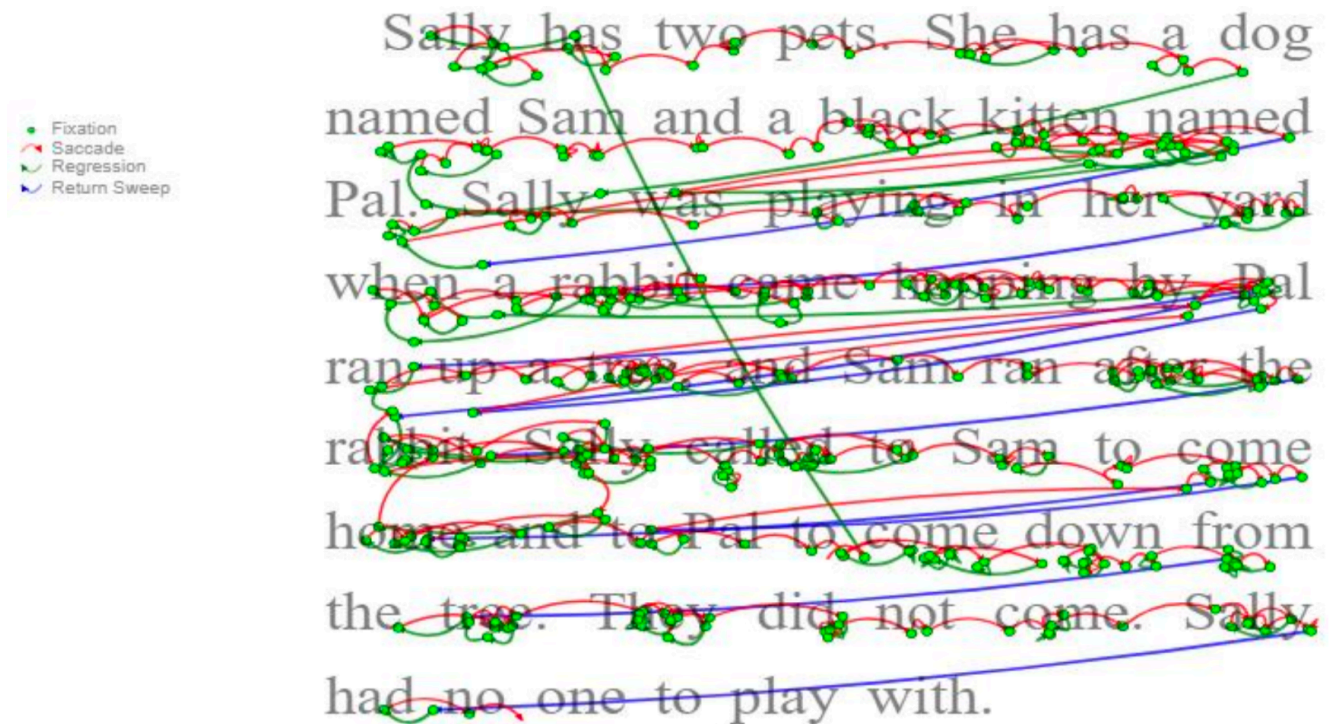 Sally has two pets. She has a dog
named Sam and a black kitten named
Pal. Sally was playing in her yard
when a rabbit came hopping by. Pal
ran up a tree, and Sam ran after the
rabbit. Sally called to Sam to come
home and to Pal to come down from
the tree. They did not come. Sally
had no one to play with.
Fixation
Saccade
Regression
Return Sweep